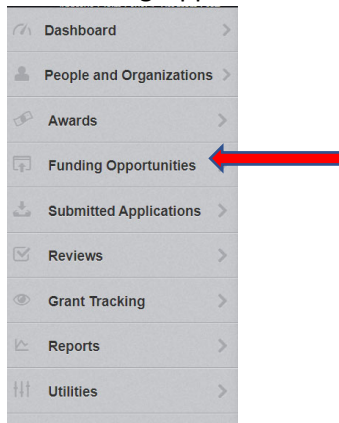 Dashboard
People and Organizations
Awards
Funding Opportunities
Submitted Applications
Reviews
Grant Tracking
Reports
Utilities